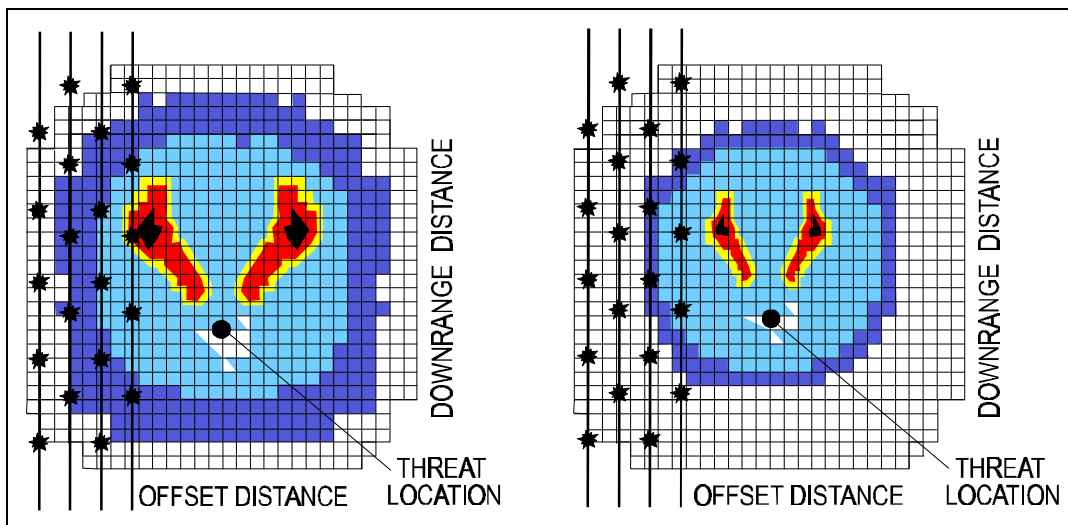 DOWNRANGE DISTANCE
THREAT
LOCATION
OFFSET DISTANCE
DOWNRANGE DISTANCE
THREAT
LOCATION
OFFSET DISTANCE